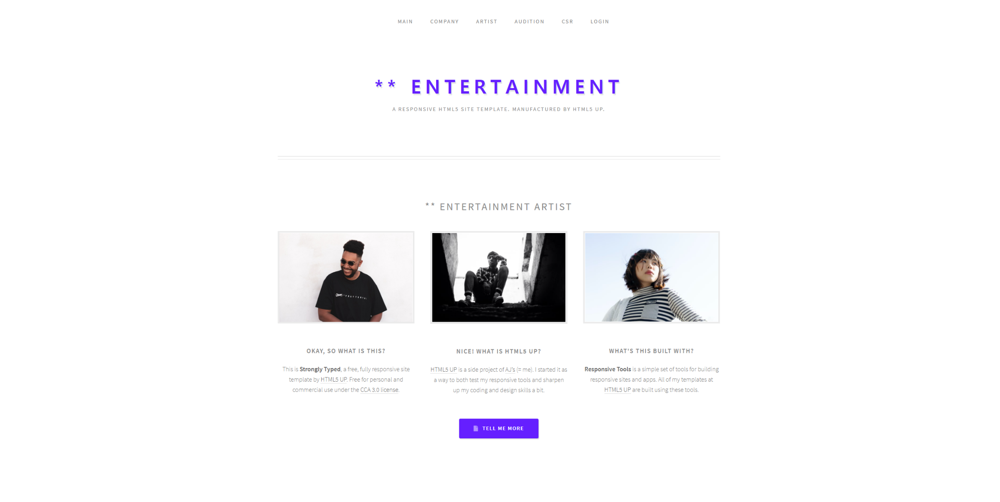 MAIN COMPANY ARTIST AUDITION CSR LOGIN
** ENTERTAINMENT
A RESPONSIVE HTML5 SITE TEMPLATE. MANUFACTURED BY HTML5 UP.
** ENTERTAINMENT ARTIST
OKAY, SO WHAT IS THIS?
This is Strongly Typed, a free, fully responsive site
template by HTML5 UP. Free for personal and
commercial use under the CCA 3.0 license.
NICE! WHAT IS HTML5 UP?
HTML5 UP is a side project of AJ's (= me). I started it as
a way to both test my responsive tools and sharpen
up my coding and design skills a bit.
WHAT'S THIS BUILT WITH?
Responsive Tools is a simple set of tools for building
responsive sites and apps. All of my templates at
HTML5 UP are built using these tools.
TELL ME MORE